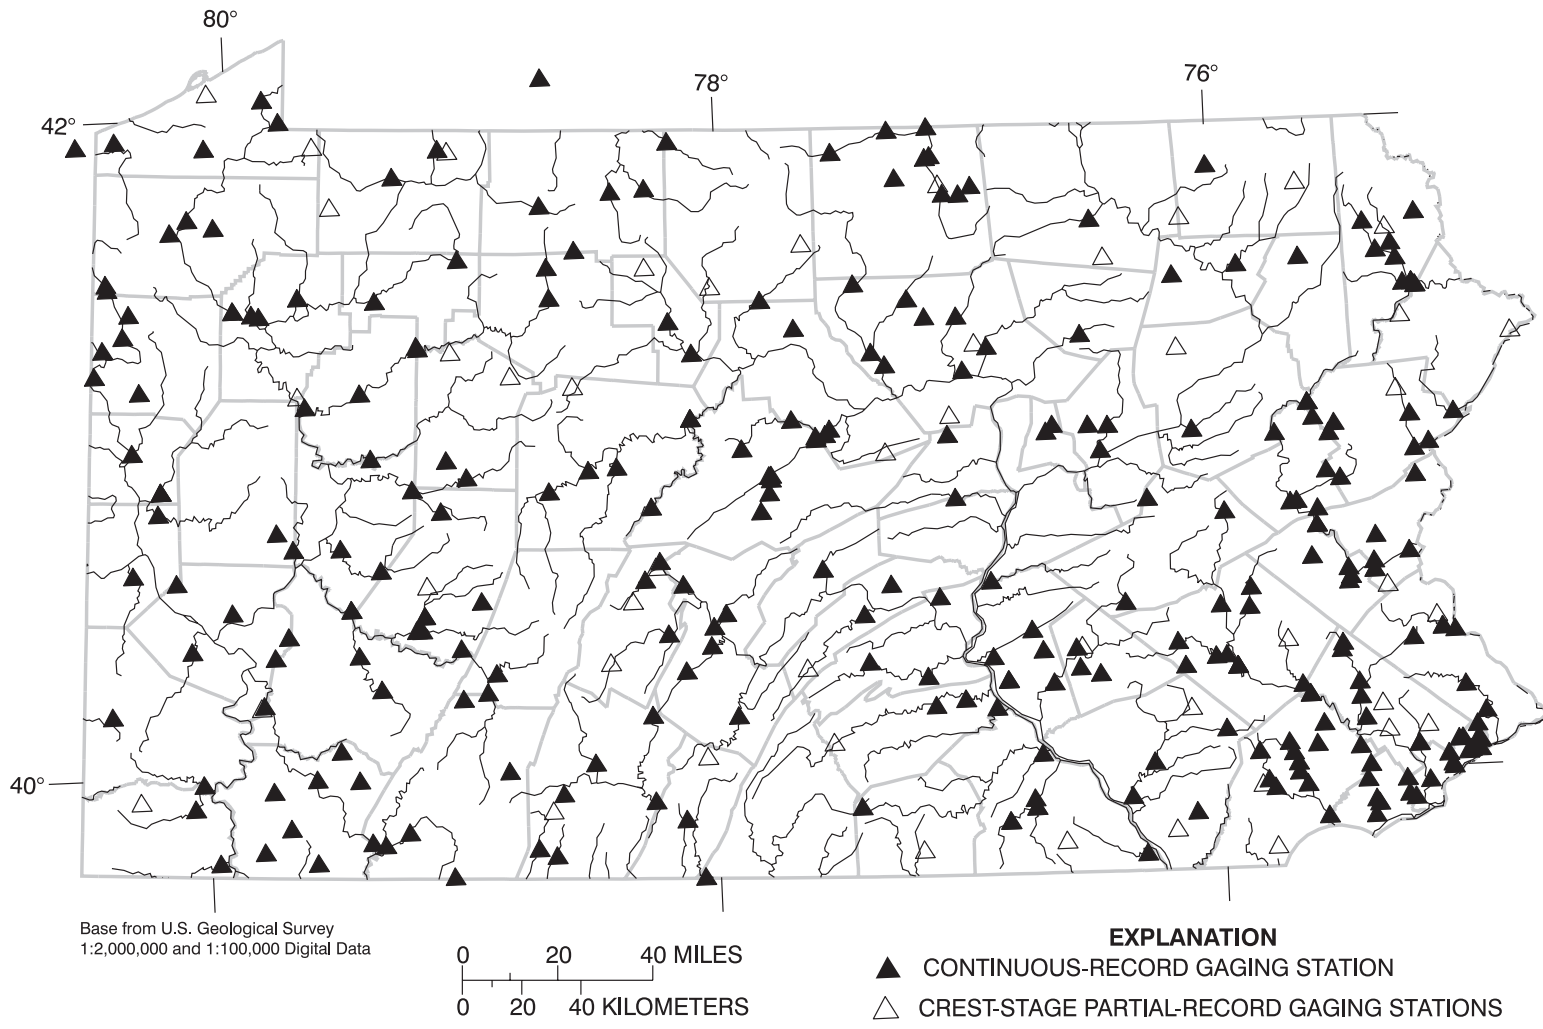 80°
78°
76°
42°
40°
Base from U.S. Geological Survey
1:2,000,000 and 1:100,000 Digital Data
0 20 40 MILES
0 20 40 KILOMETERS
EXPLANATION
CONTINUOUS-RECORD GAGING STATION
CREST-STAGE PARTIAL-RECORD GAGING STATIONS